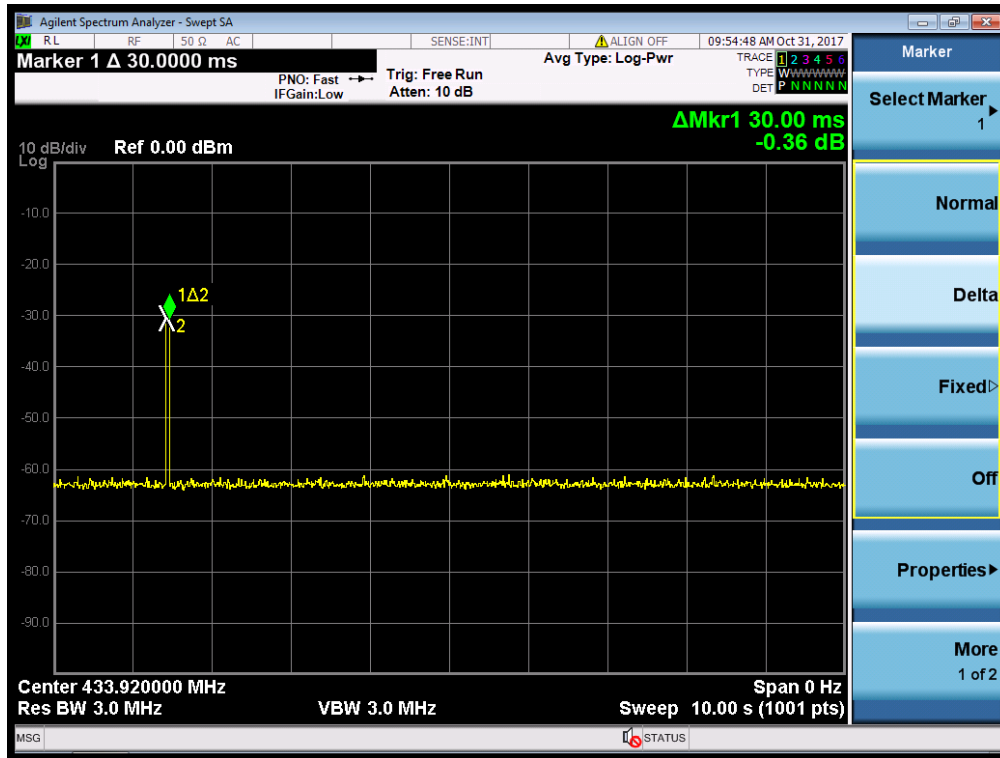 Agilent Spectrum Analyzer - Swept SA
LXI RL RF 50 Ω AC SENSE:INT ALIGN OFF 09:54:48 AM Oct 31, 2017
Marker 1 Δ 30.0000 ms
PNO: Fast
IFGain:Low
Trig: Free Run
Atten: 10 dB
Avg Type: Log-Pwr
TRACE 1 2 3 4 5 6
TYPE WWWWWW
DET P N N N N N
ΔMkr1 30.00 ms
-0.36 dB
10 dB/div Ref 0.00 dBm
Log
-10.0
-20.0
1Δ2
-30.0
2
-40.0
-50.0
-60.0
-70.0
-80.0
-90.0
Center 433.920000 MHz Span 0 Hz
Res BW 3.0 MHz VBW 3.0 MHz Sweep 10.00 s (1001 pts)
MSG STATUS
Marker
Select Marker
1
Normal
Delta
Fixed
Off
Properties
More
1 of 2